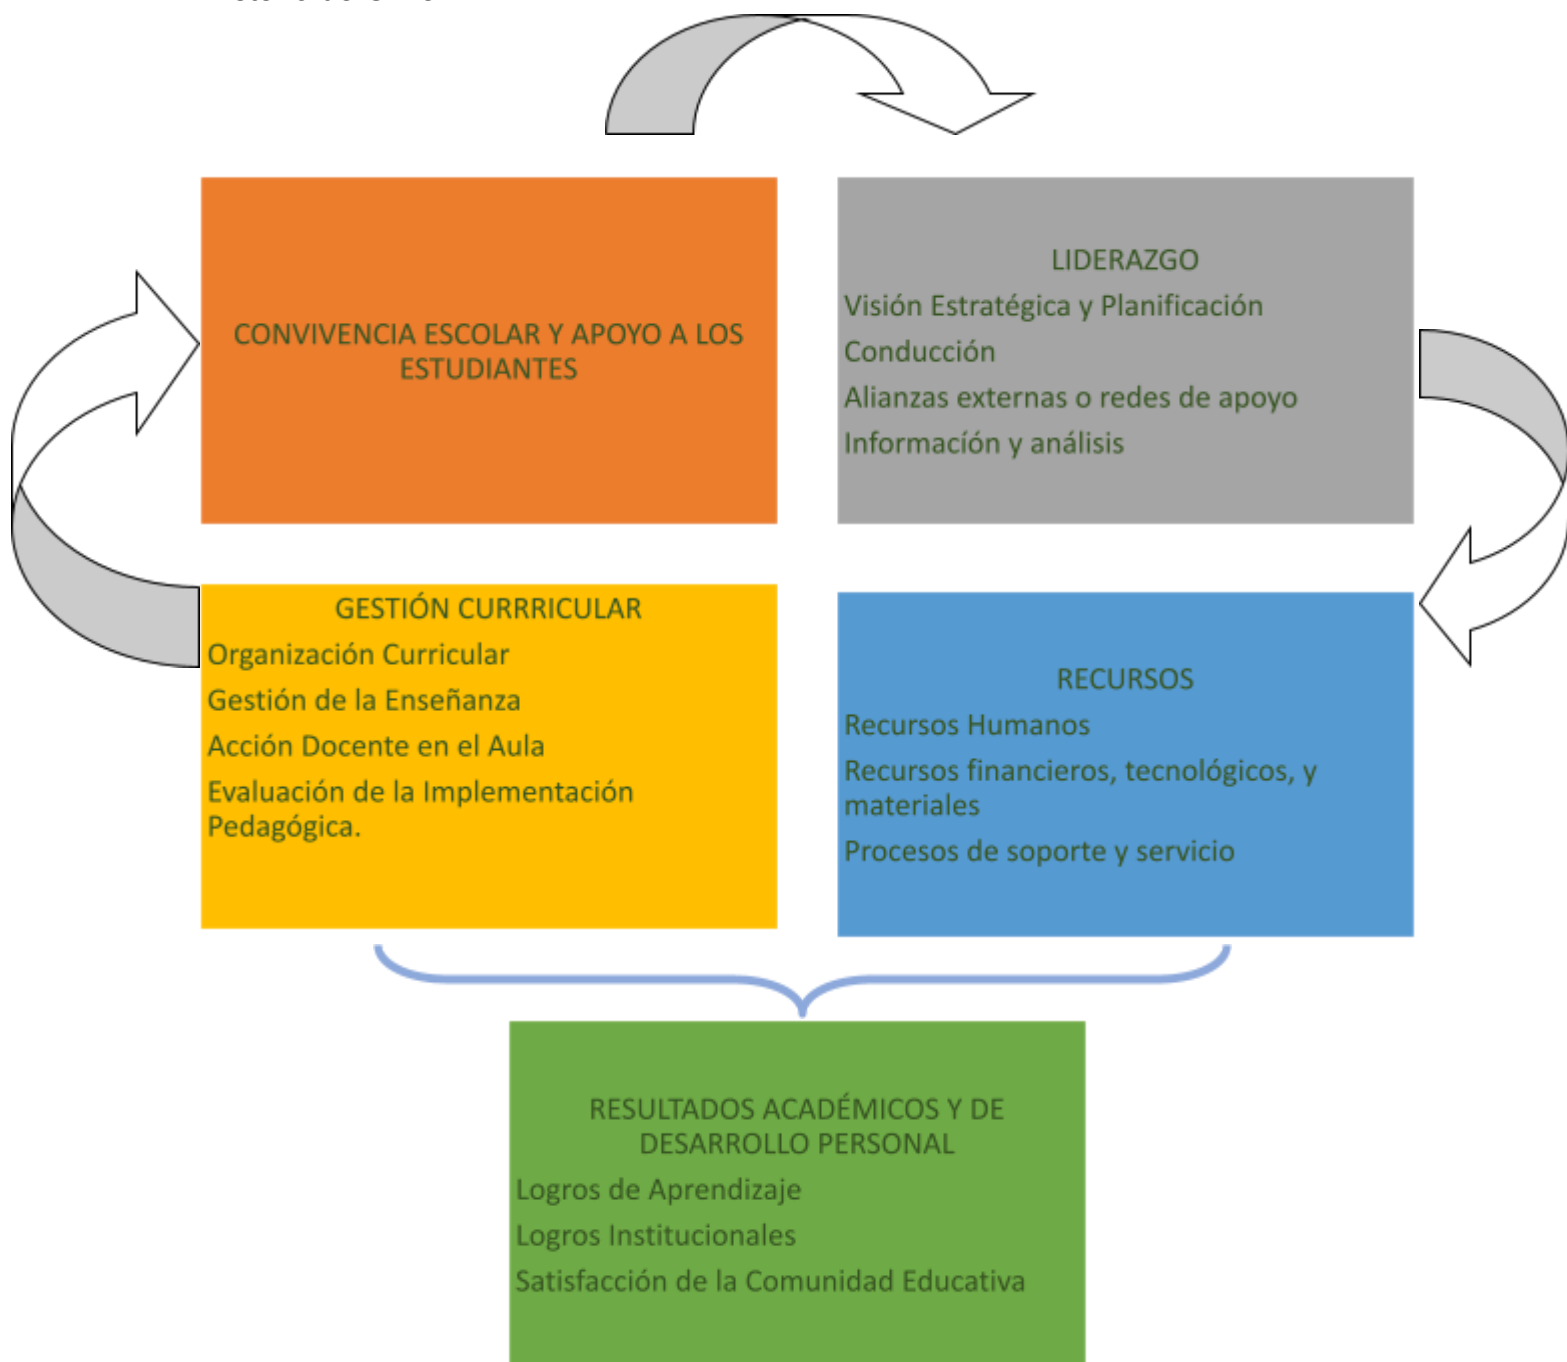 CONVIVENCIA ESCOLAR Y APOYO A LOS
ESTUDIANTES
LIDERAZGO
Visión Estratégica y Planificación
Conducción
Alianzas externas o redes de apoyo
Informacíón y análisis
GESTIÓN CURRRICULAR
Organización Curricular
Gestión de la Enseñanza
Acción Docente en el Aula
Evaluación de la Implementación
Pedagógica.
RECURSOS
Recursos Humanos
Recursos financieros, tecnológicos, y
materiales
Procesos de soporte y servicio
RESULTADOS ACADÉMICOS Y DE
DESARROLLO PERSONAL
Logros de Aprendizaje
Logros Institucionales
Satisfacción de la Comunidad Educativa